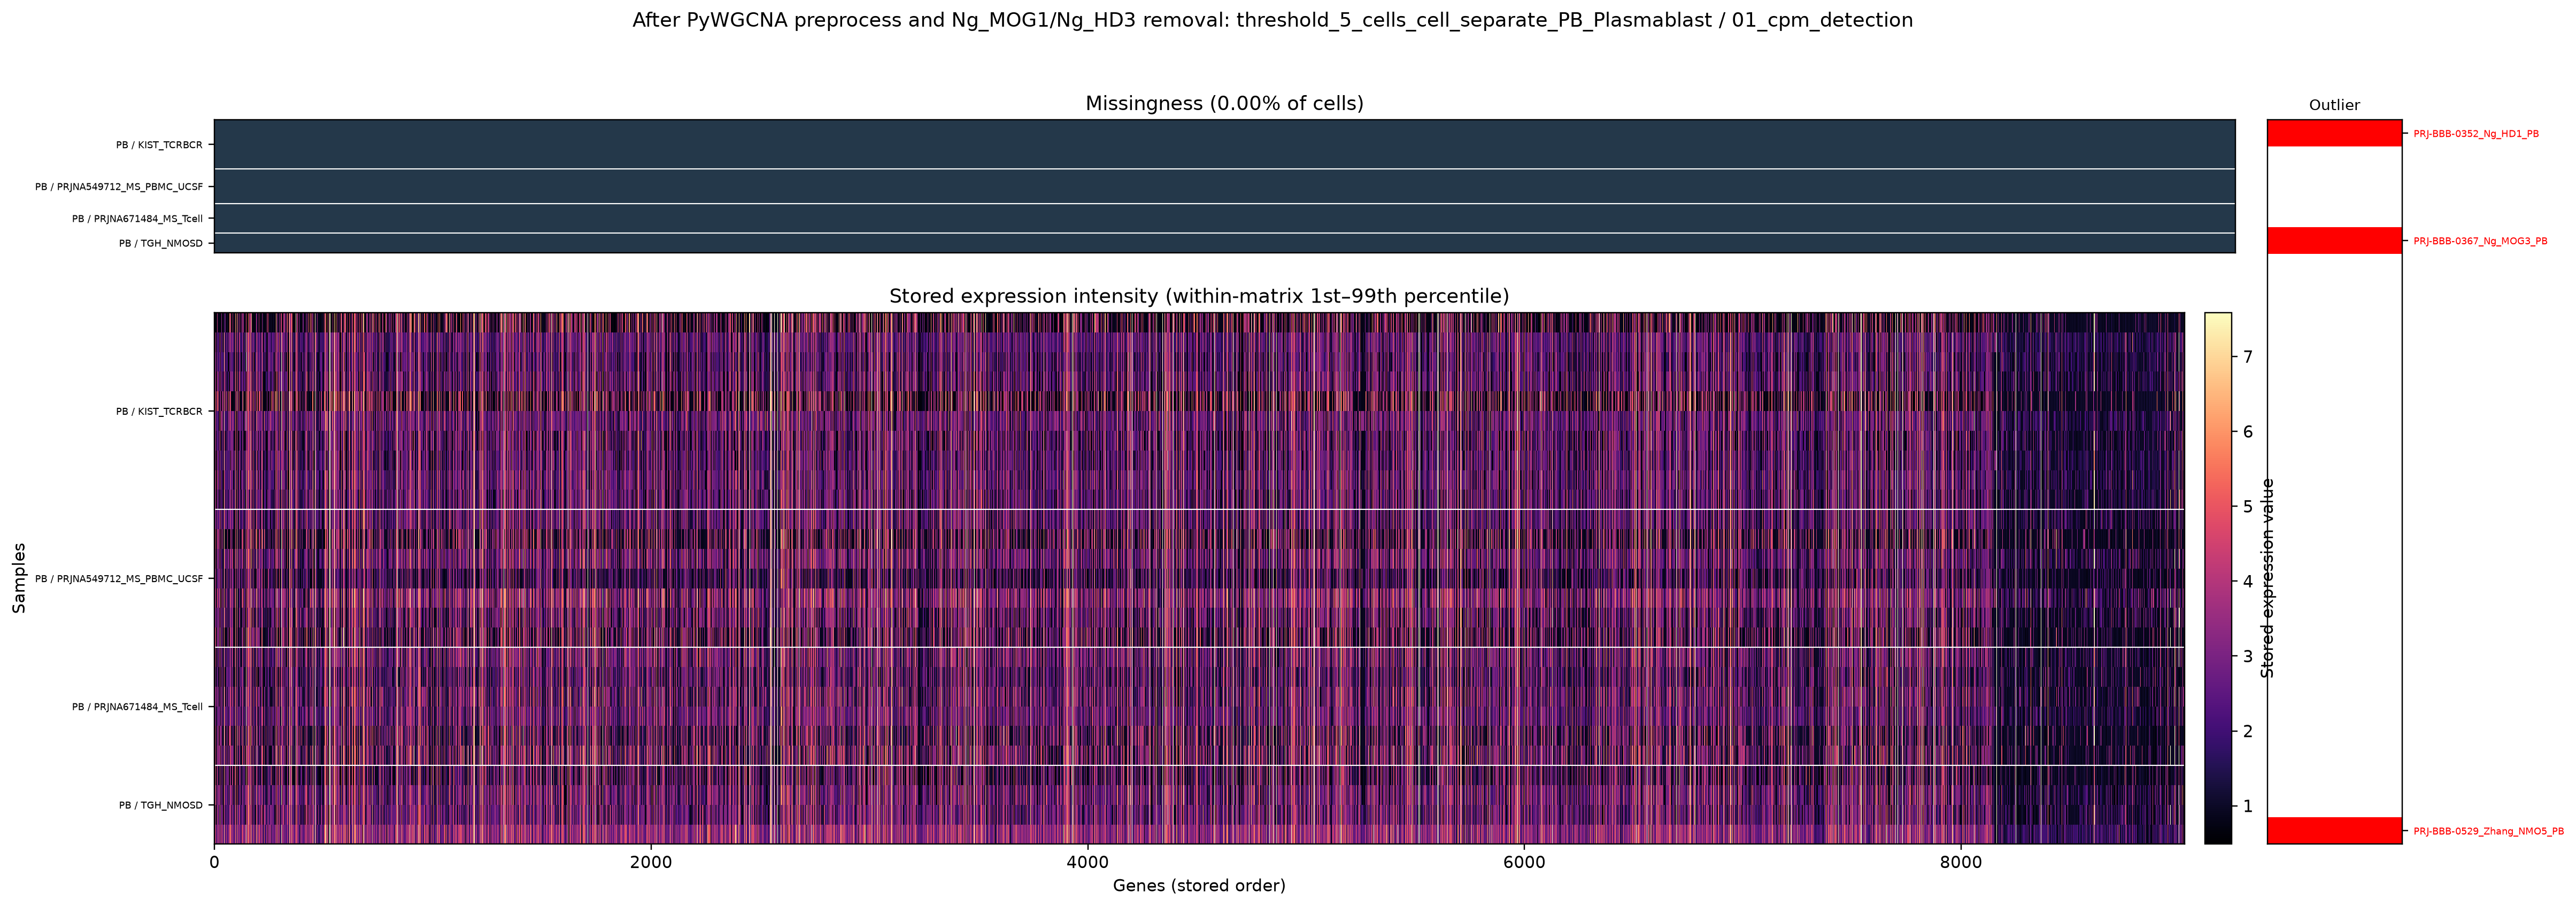 After PyWGCNA preprocess and Ng_MOG1/Ng_HD3 removal: threshold_5_cells_cell_separate_PB_Plasmablast / 01_cpm_detection
Missingness (0.00% of cells)
PB / KIST_TCRBCR
PB / PRJNA549712_MS_PBMC_UCSF
PB / PRJNA671484_MS_Tcell
PB / TGH_NMOSD
Outlier
PRJ-BBB-0352_Ng_HD1_PB
PRJ-BBB-0367_Ng_MOG3_PB
PRJ-BBB-0529_Zhang_NMO5_PB
Stored expression intensity (within-matrix 1st–99th percentile)
Samples
PB / KIST_TCRBCR
PB / PRJNA549712_MS_PBMC_UCSF
PB / PRJNA671484_MS_Tcell
PB / TGH_NMOSD
0 2000 4000 6000 8000
Genes (stored order)
7
6
5
4
3
2
1
Stored expression value